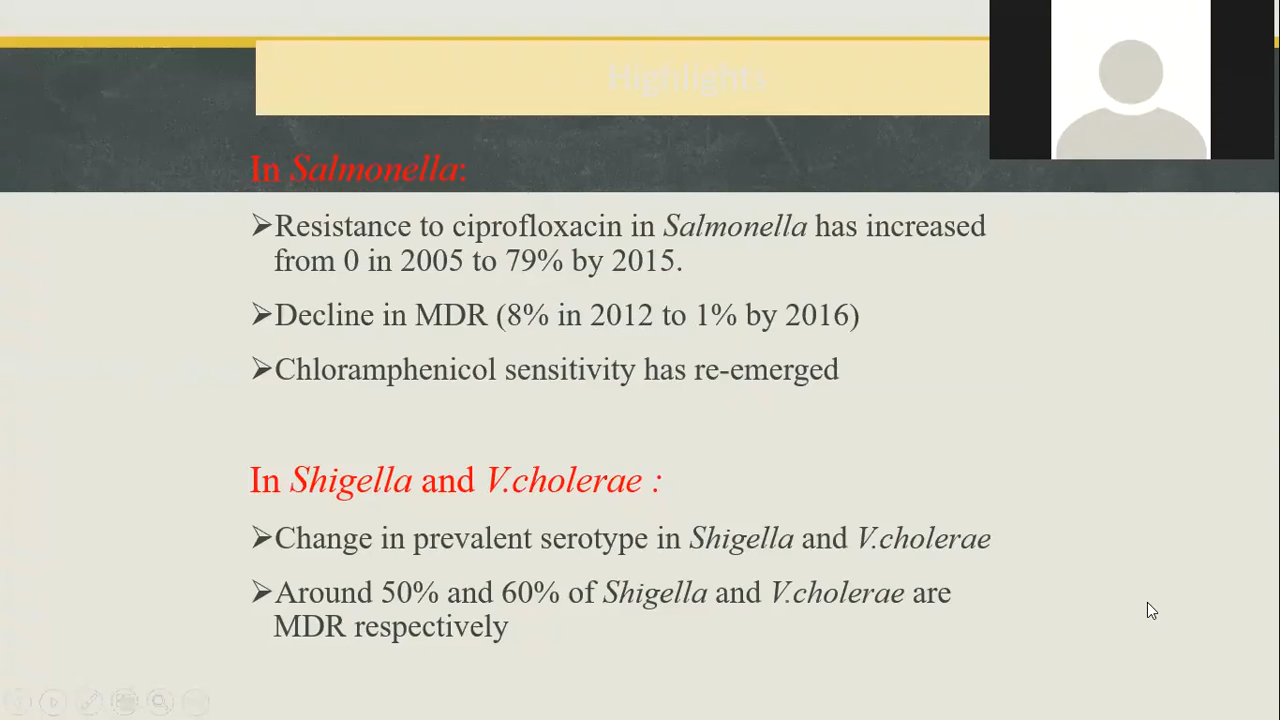 Highlights
In Salmonella:
➢Resistance to ciprofloxacin in Salmonella has increased
from 0 in 2005 to 79% by 2015.
➢Decline in MDR (8% in 2012 to 1% by 2016)
➢Chloramphenicol sensitivity has re-emerged
In Shigella and V.cholerae :
➢Change in prevalent serotype in Shigella and V.cholerae
➢Around 50% and 60% of Shigella and V.cholerae are
MDR respectively